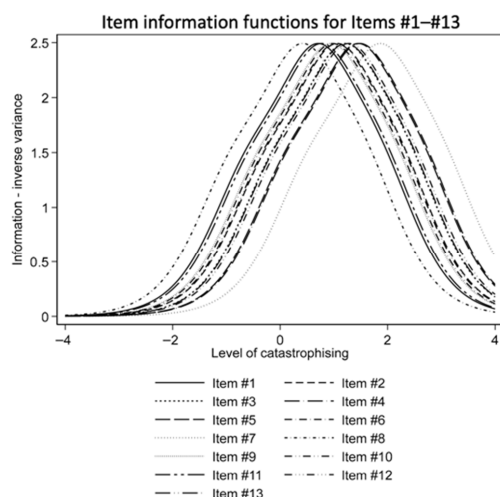 Item information functions for Items #1–#13
Information - inverse variance
2.5
2
1.5
1
0.5
0
–4
–2
0
2
4
Level of catastrophising
Item #1
Item #2
Item #3
Item #4
Item #5
Item #6
Item #7
Item #8
Item #9
Item #10
Item #11
Item #12
Item #13